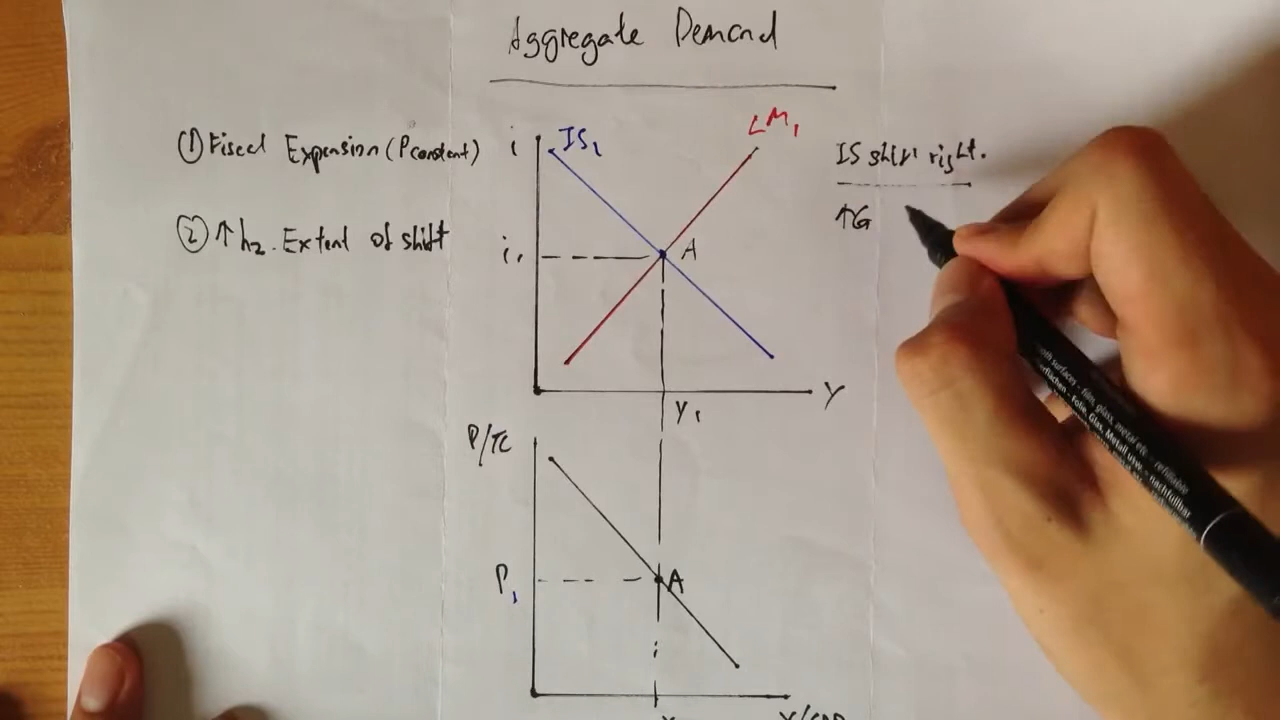 Aggregate Demand
① Fiscal Expansion (P constant)
② ↑ h2. Extent of shift
i
IS1
LM1
i1
A
Y
Y1
IS shift right.
↑G
P/π
P1
A
Y/GDP